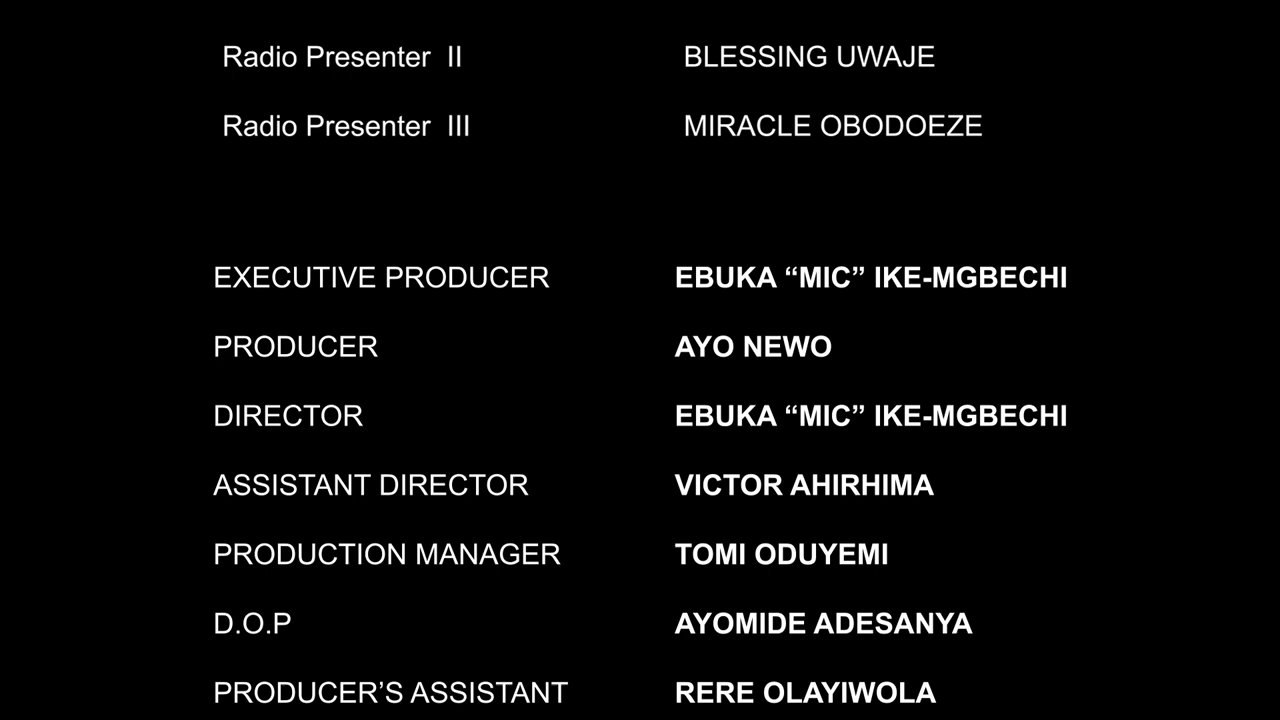 Radio Presenter II BLESSING UWAJE
Radio Presenter III MIRACLE OBODOEZE
EXECUTIVE PRODUCER EBUKA “MIC” IKE-MGBECHI
PRODUCER AYO NEWO
DIRECTOR EBUKA “MIC” IKE-MGBECHI
ASSISTANT DIRECTOR VICTOR AHIRHIMA
PRODUCTION MANAGER TOMI ODUYEMI
D.O.P AYOMIDE ADESANYA
PRODUCER’S ASSISTANT RERE OLAYIWOLA